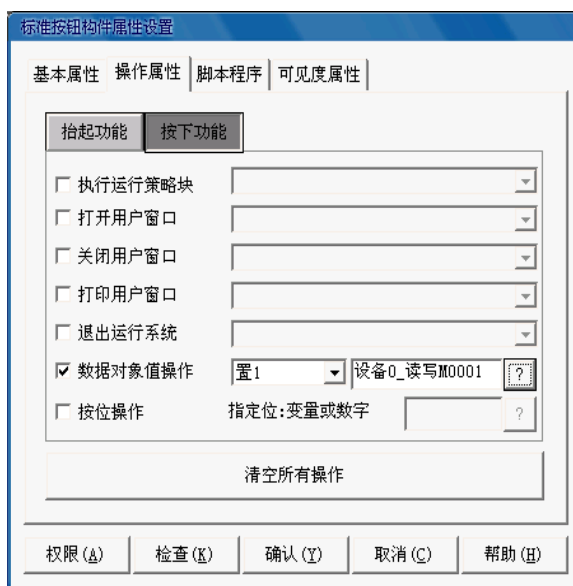 标准按钮构件属性设置
基本属性 操作属性 脚本程序 可见度属性
抬起功能 按下功能
执行运行策略块
打开用户窗口
关闭用户窗口
打印用户窗口
退出运行系统
数据对象值操作 置1 设备0_读写M0001 ?
按位操作 指定位:变量或数字 ?
清空所有操作
权限(A) 检查(K) 确认(Y) 取消(C) 帮助(H)